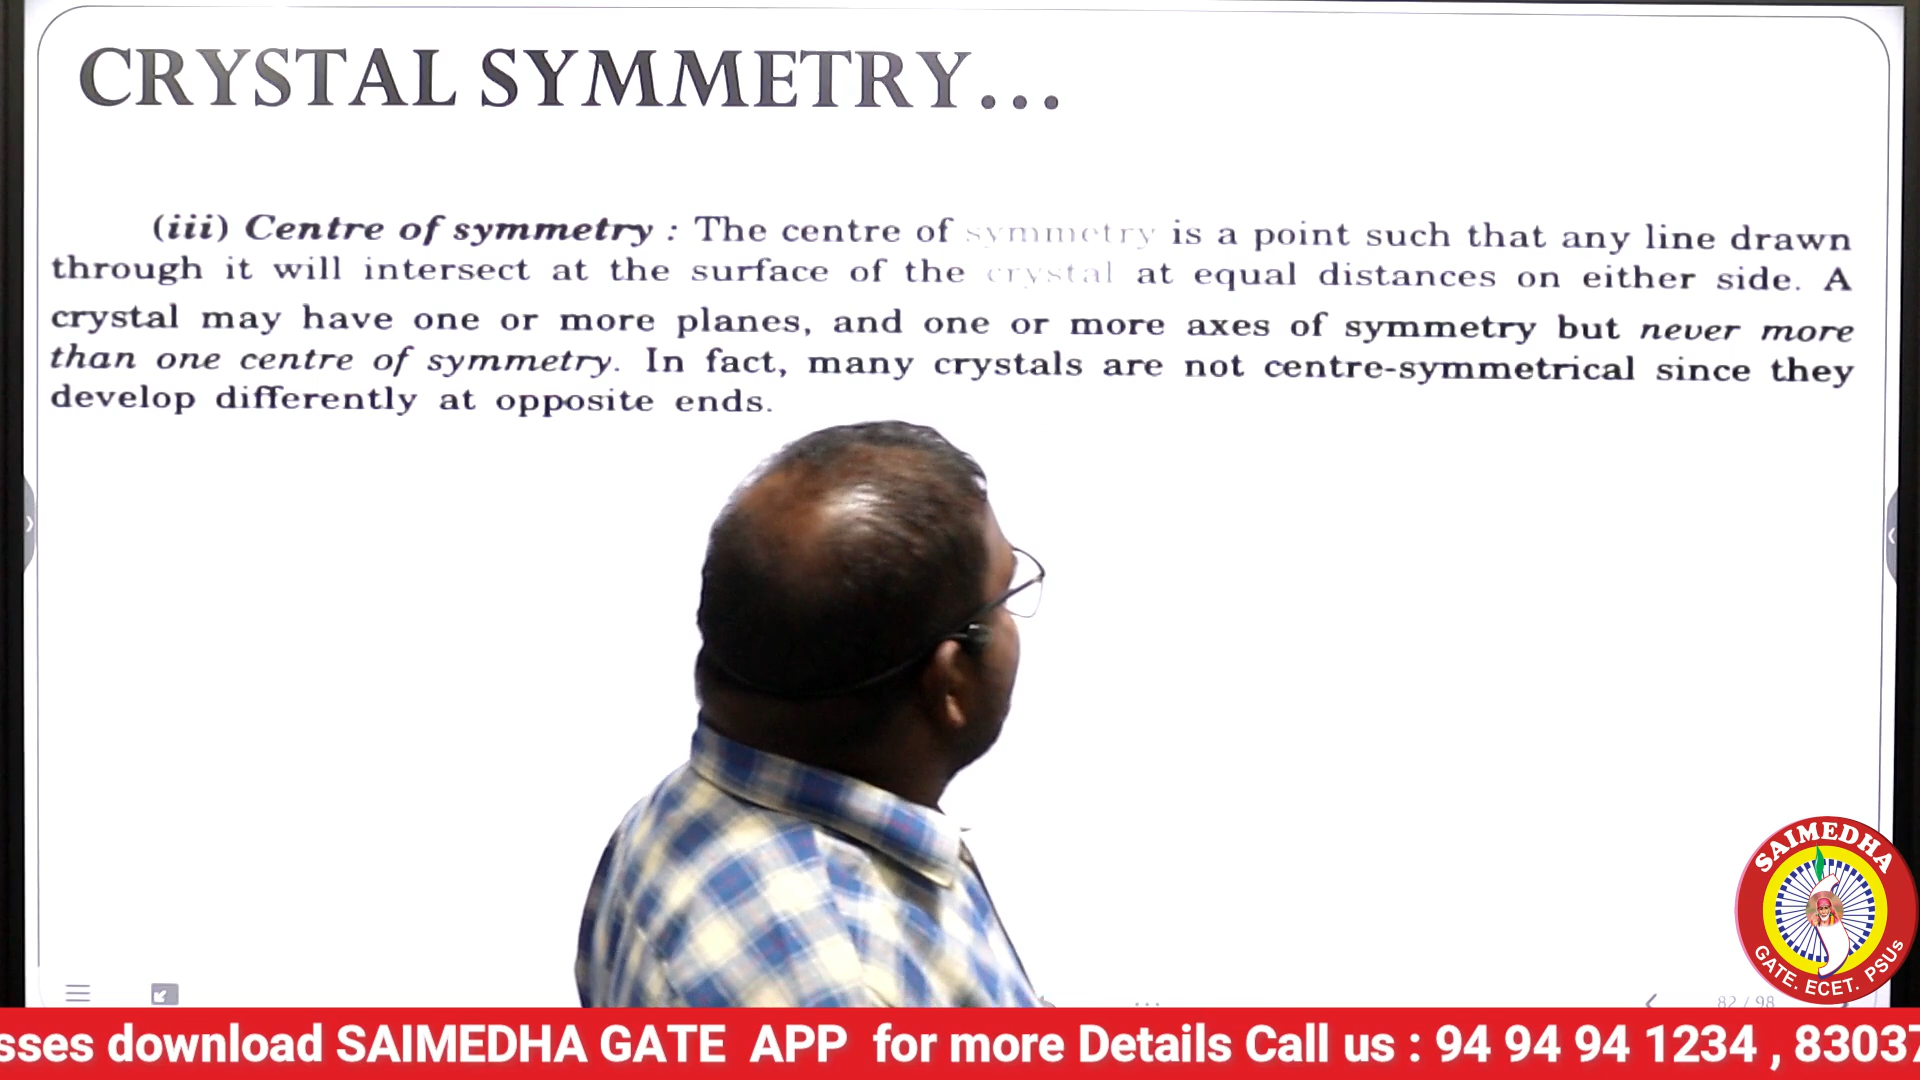 CRYSTAL SYMMETRY...
(iii) Centre of symmetry : The centre of symmetry is a point such that any line drawn
through it will intersect at the surface of the crystal at equal distances on either side. A
crystal may have one or more planes, and one or more axes of symmetry but never more
than one centre of symmetry. In fact, many crystals are not centre-symmetrical since they
develop differently at opposite ends.
SAIMEDHA
GATE. ECET. PSUs
82 / 98
sses download SAIMEDHA GATE APP for more Details Call us : 94 94 94 1234 , 83037